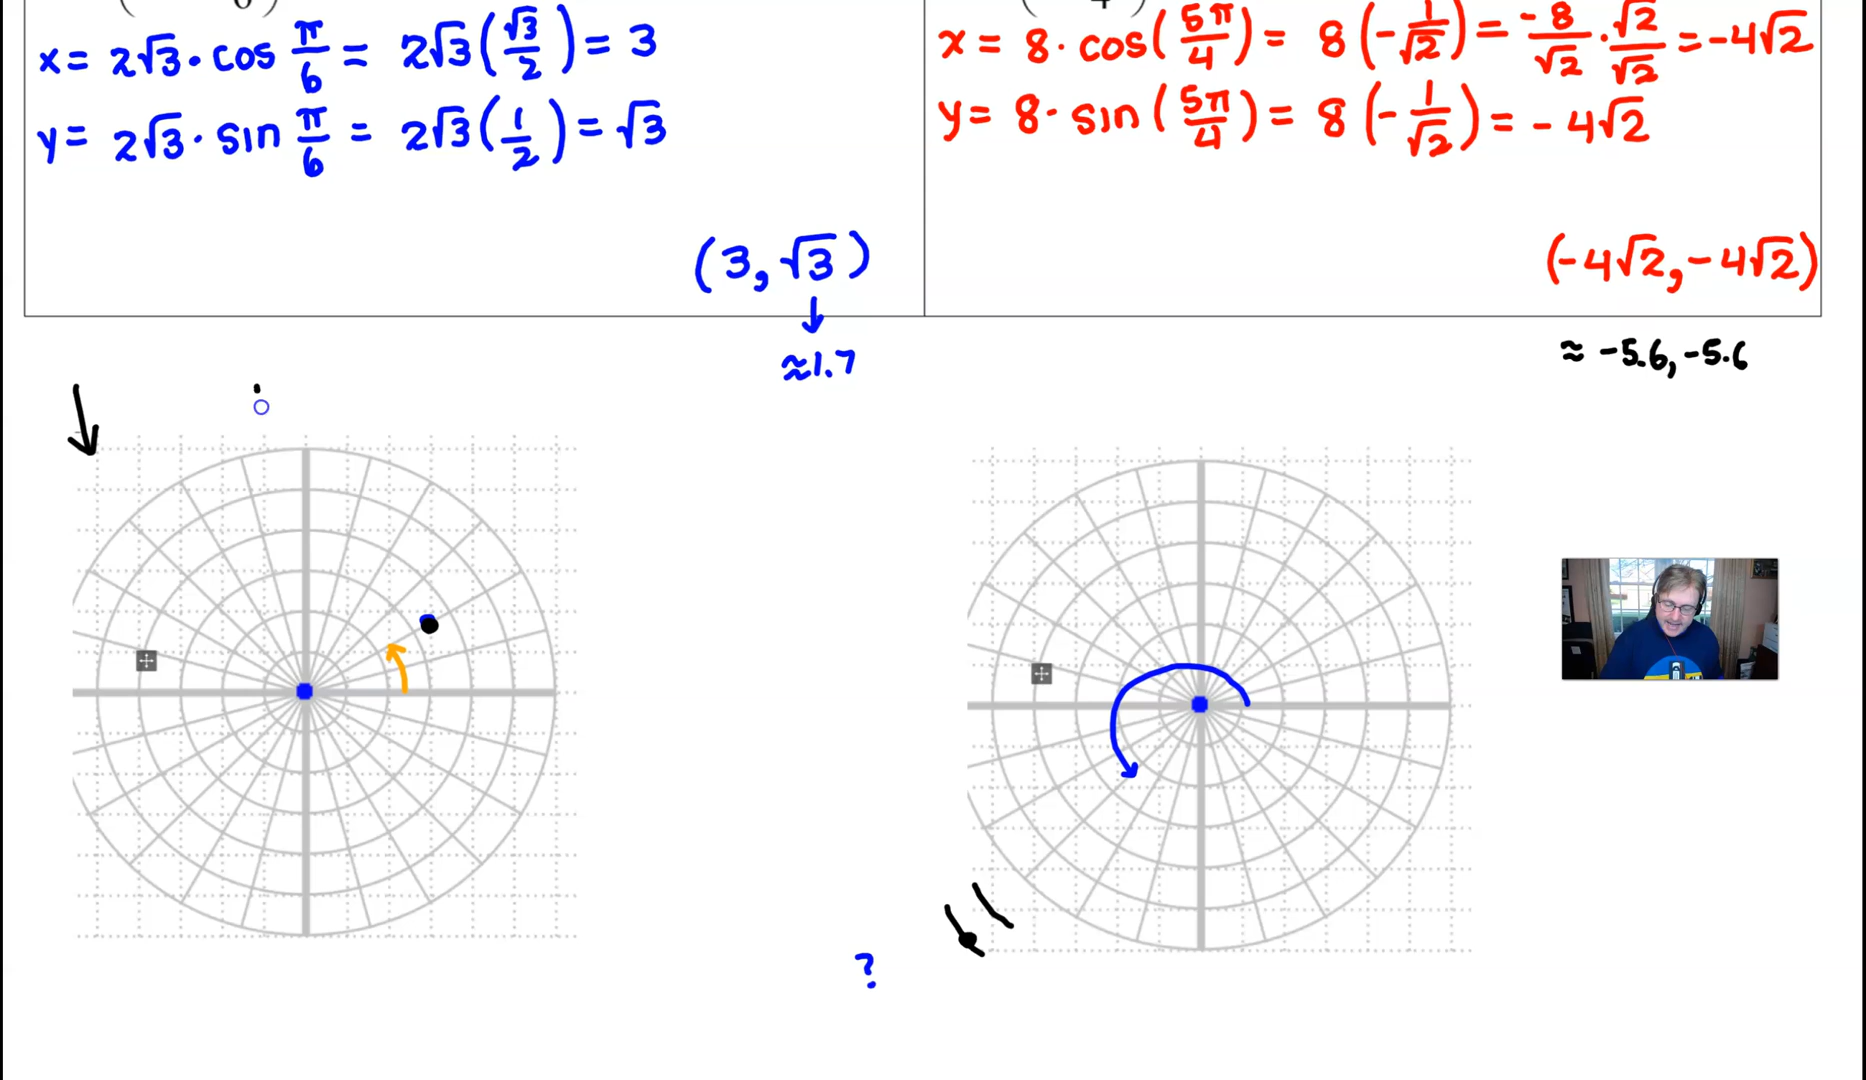 x = 2√3 · cos π/6 = 2√3(√3/2) = 3
y = 2√3 · sin π/6 = 2√3(1/2) = √3
(3, √3)
↓
≈1.7
x = 8 · cos(5π/4) = 8(-1/√2) = -8/√2 · √2/√2 = -4√2
y = 8 · sin(5π/4) = 8(-1/√2) = -4√2
(-4√2, -4√2)
≈ -5.6, -5.6
?